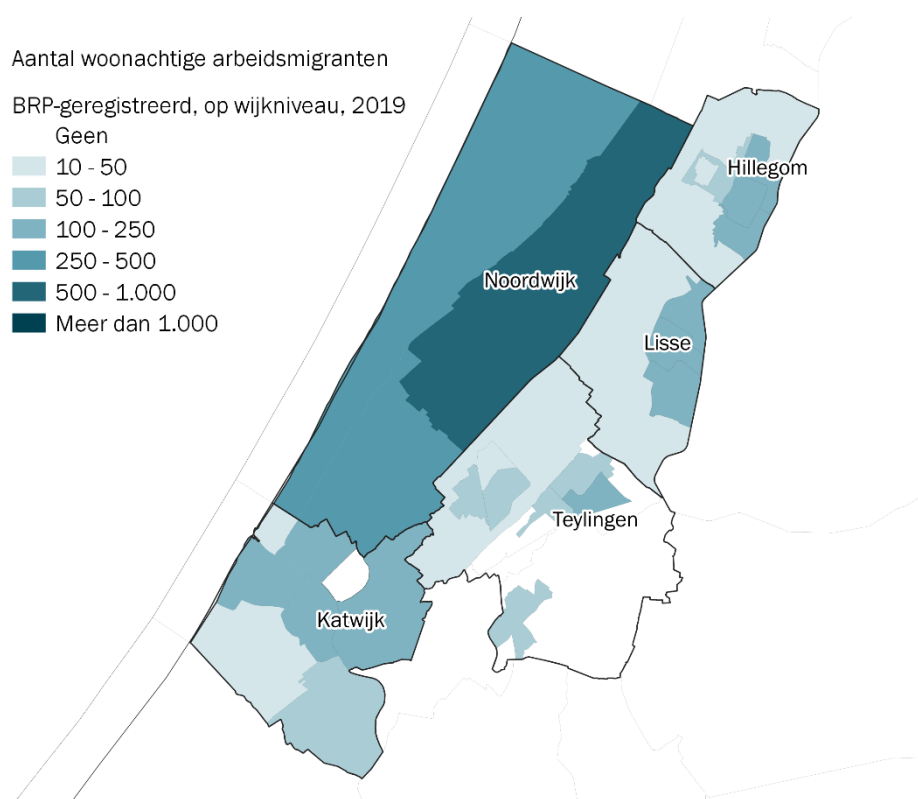 Aantal woonachtige arbeidsmigranten
BRP-geregistreerd, op wijkniveau, 2019
Geen
10 - 50
50 - 100
100 - 250
250 - 500
500 - 1.000
Meer dan 1.000
Hillegom
Noordwijk
Lisse
Teylingen
Katwijk